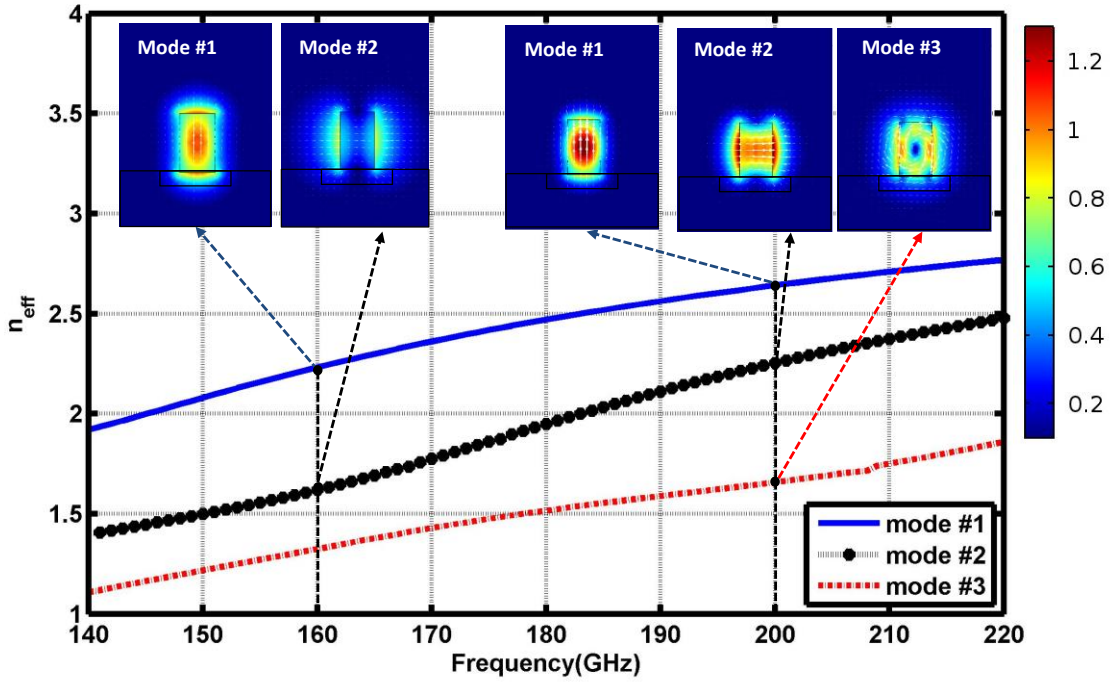 Mode #1
Mode #2
Mode #1
Mode #2
Mode #3
4
3.5
3
2.5
2
1.5
1
n_eff
140
150
160
170
180
190
200
210
220
Frequency(GHz)
mode #1
mode #2
mode #3
1.2
1
0.8
0.6
0.4
0.2